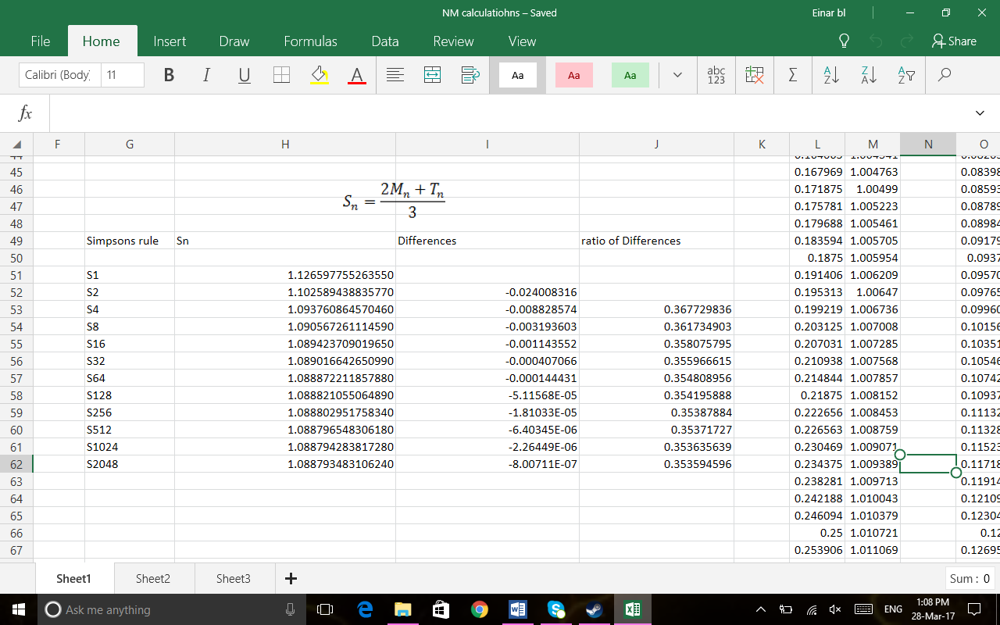 NM calculatiohns – Saved Einar bl
File Home Insert Draw Formulas Data Review View Share
Calibri (Body) 11 B I U A Aa Aa Aa abc 123 Σ A Z Z A A Z
fx
F G H I J K L M N O
45 0.167969 1.004763 0.08398
46 0.171875 1.00499 0.08593
S_n = (2M_n + T_n) / 3
47 0.175781 1.005223 0.08789
48 0.179688 1.005461 0.08984
49 Simpsons rule Sn Differences ratio of Differences 0.183594 1.005705 0.09179
50 0.1875 1.005954 0.0937
51 S1 1.126597755263550 0.191406 1.006209 0.09570
52 S2 1.102589438835770 -0.024008316 0.195313 1.00647 0.09765
53 S4 1.093760864570460 -0.008828574 0.367729836 0.199219 1.006736 0.09960
54 S8 1.090567261114590 -0.003193603 0.361734903 0.203125 1.007008 0.10156
55 S16 1.089423709019650 -0.001143552 0.358075795 0.207031 1.007285 0.10351
56 S32 1.089016642650990 -0.000407066 0.355966615 0.210938 1.007568 0.10546
57 S64 1.088872211857880 -0.000144431 0.354808956 0.214844 1.007857 0.10742
58 S128 1.088821055064890 -5.11568E-05 0.354195888 0.21875 1.008152 0.10937
59 S256 1.088802951758340 -1.81033E-05 0.35387884 0.222656 1.008453 0.11132
60 S512 1.088796548306180 -6.40345E-06 0.35371727 0.226563 1.008759 0.11328
61 S1024 1.088794283817280 -2.26449E-06 0.353635639 0.230469 1.009071 0.11523
62 S2048 1.088793483106240 -8.00711E-07 0.353594596 0.234375 1.009389 0.11718
63 0.238281 1.009713 0.11914
64 0.242188 1.010043 0.12109
65 0.246094 1.010379 0.12304
66 0.25 1.010721 0.12
67 0.253906 1.011069 0.12695
Sheet1 Sheet2 Sheet3 + Sum : 0
Ask me anything ENG 1:08 PM
28-Mar-17